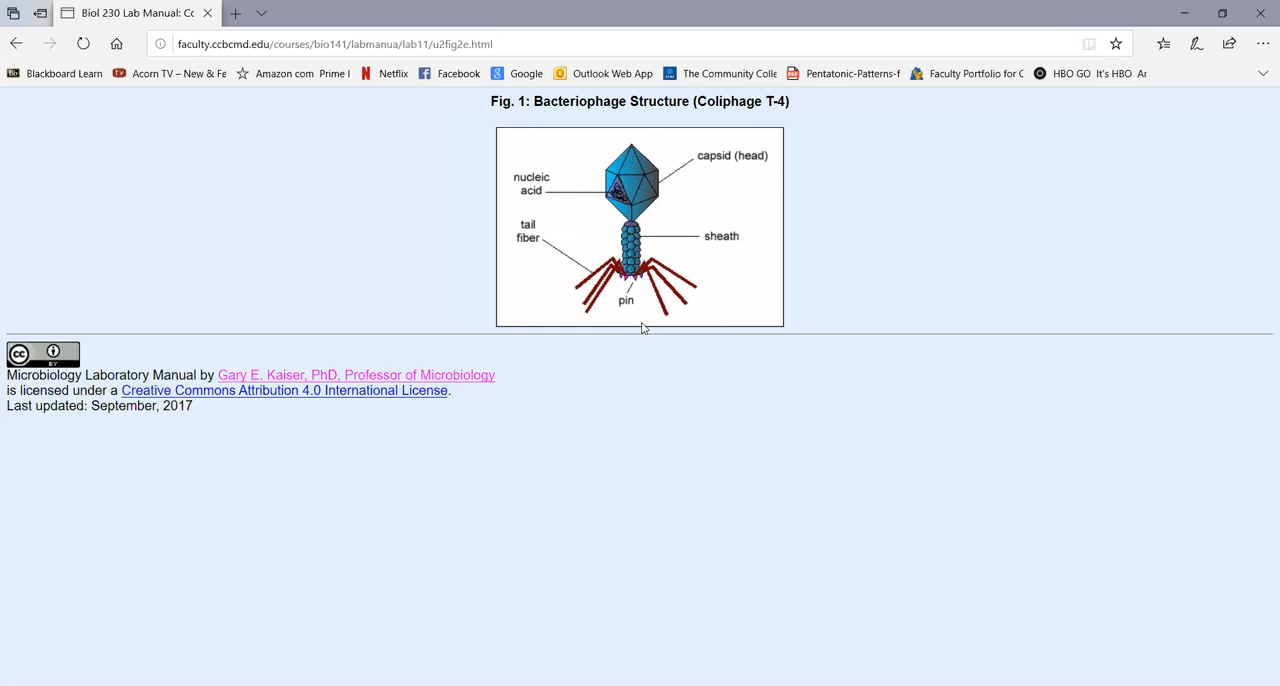 Biol 230 Lab Manual: Cc
faculty.ccbcmd.edu/courses/bio141/labmanua/lab11/u2fig2e.html
Bb Blackboard Learn Acorn TV – New & Fe Amazon com Prime I N Netflix f Facebook g Google Outlook Web App The Community Colle Pentatonic-Patterns-f Faculty Portfolio for C HBO GO It's HBO Ar
Fig. 1: Bacteriophage Structure (Coliphage T-4)
capsid (head)
nucleic
acid
tail
fiber
sheath
pin
cc BY
Microbiology Laboratory Manual by Gary E. Kaiser, PhD, Professor of Microbiology
is licensed under a Creative Commons Attribution 4.0 International License.
Last updated: September, 2017